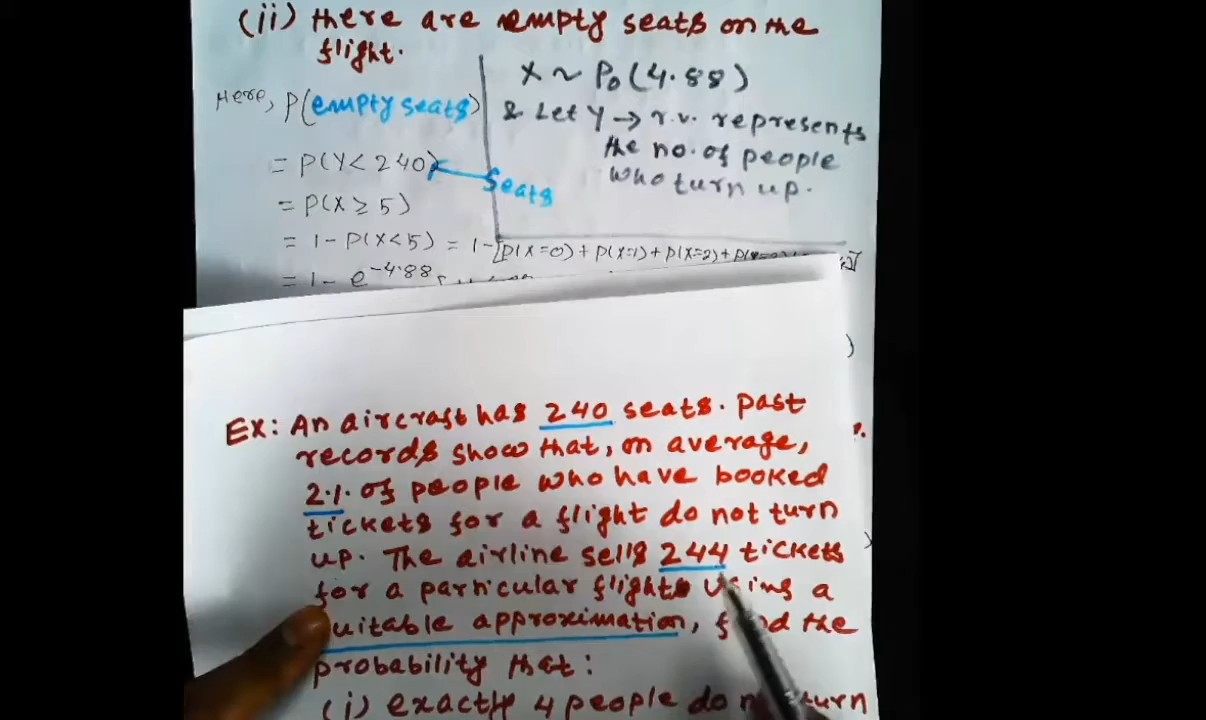 (ii) there are empty seats on the
flight.
Here, P(empty seats)
= P(Y < 240)
Seats
= P(X ≥ 5)
= 1 - P(X < 5) = 1 - [P(X=0) + P(X=1) + P(X=2) +
= 1 - e^-4.88
X ~ Po(4.88)
& Let Y → r.v. represents
the no. of people
who turn up.
Ex: An aircraft has 240 seats. Past
records show that, on average,
2% of people who have booked
tickets for a flight do not turn
up. The airline sells 244 tickets
for a particular flight using a
suitable approximation, find the
probability that:
(i) exactly 4 people do not turn